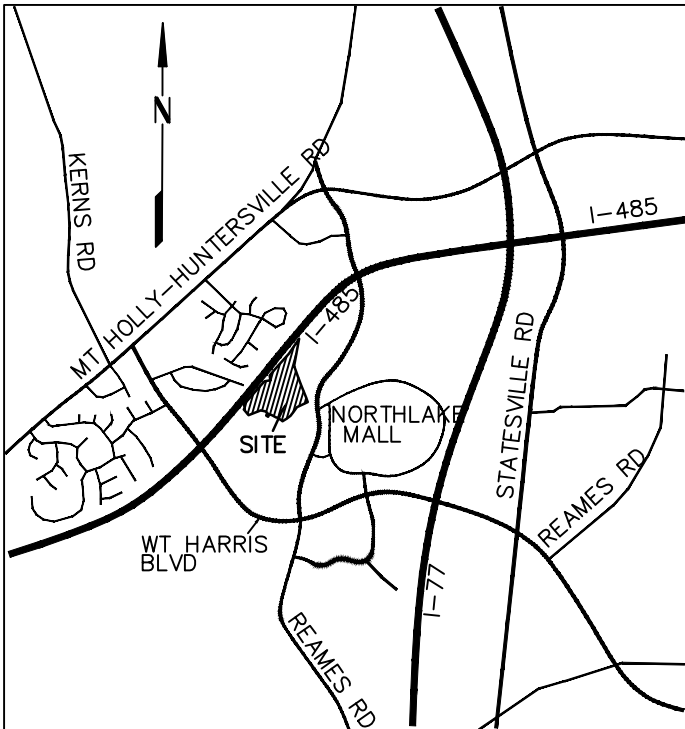 N
KERNS RD
MT HOLLY-HUNTERSVILLE RD
I-485
I-485
STATESVILLE RD
NORTHLAKE
MALL
SITE
REAMES RD
WT HARRIS
BLVD
I-77
REAMES RD